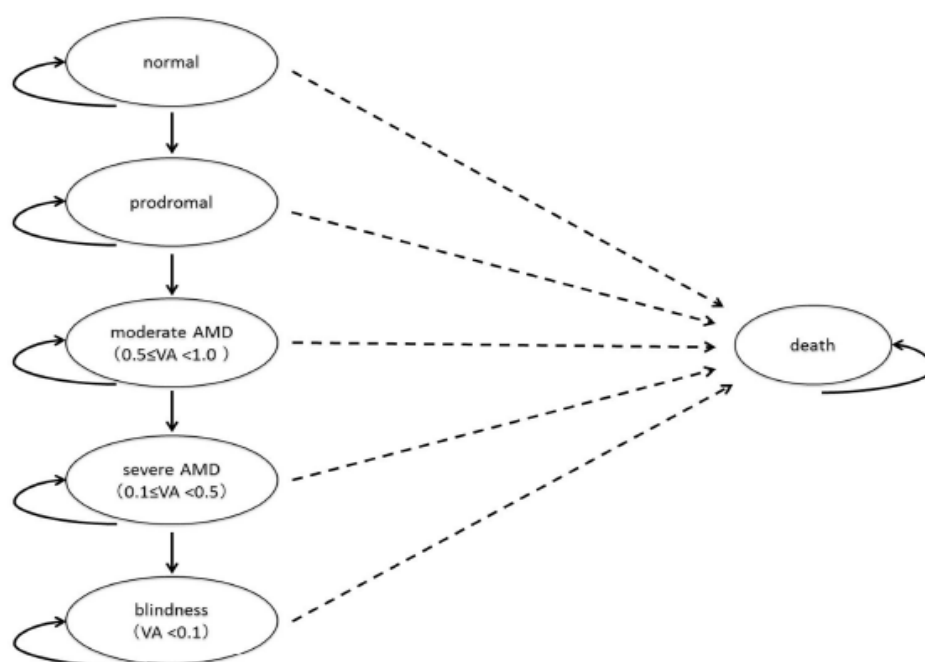 normal
prodromal
moderate AMD
(0.5≤VA <1.0 )
death
severe AMD
(0.1≤VA <0.5)
blindness
(VA <0.1)